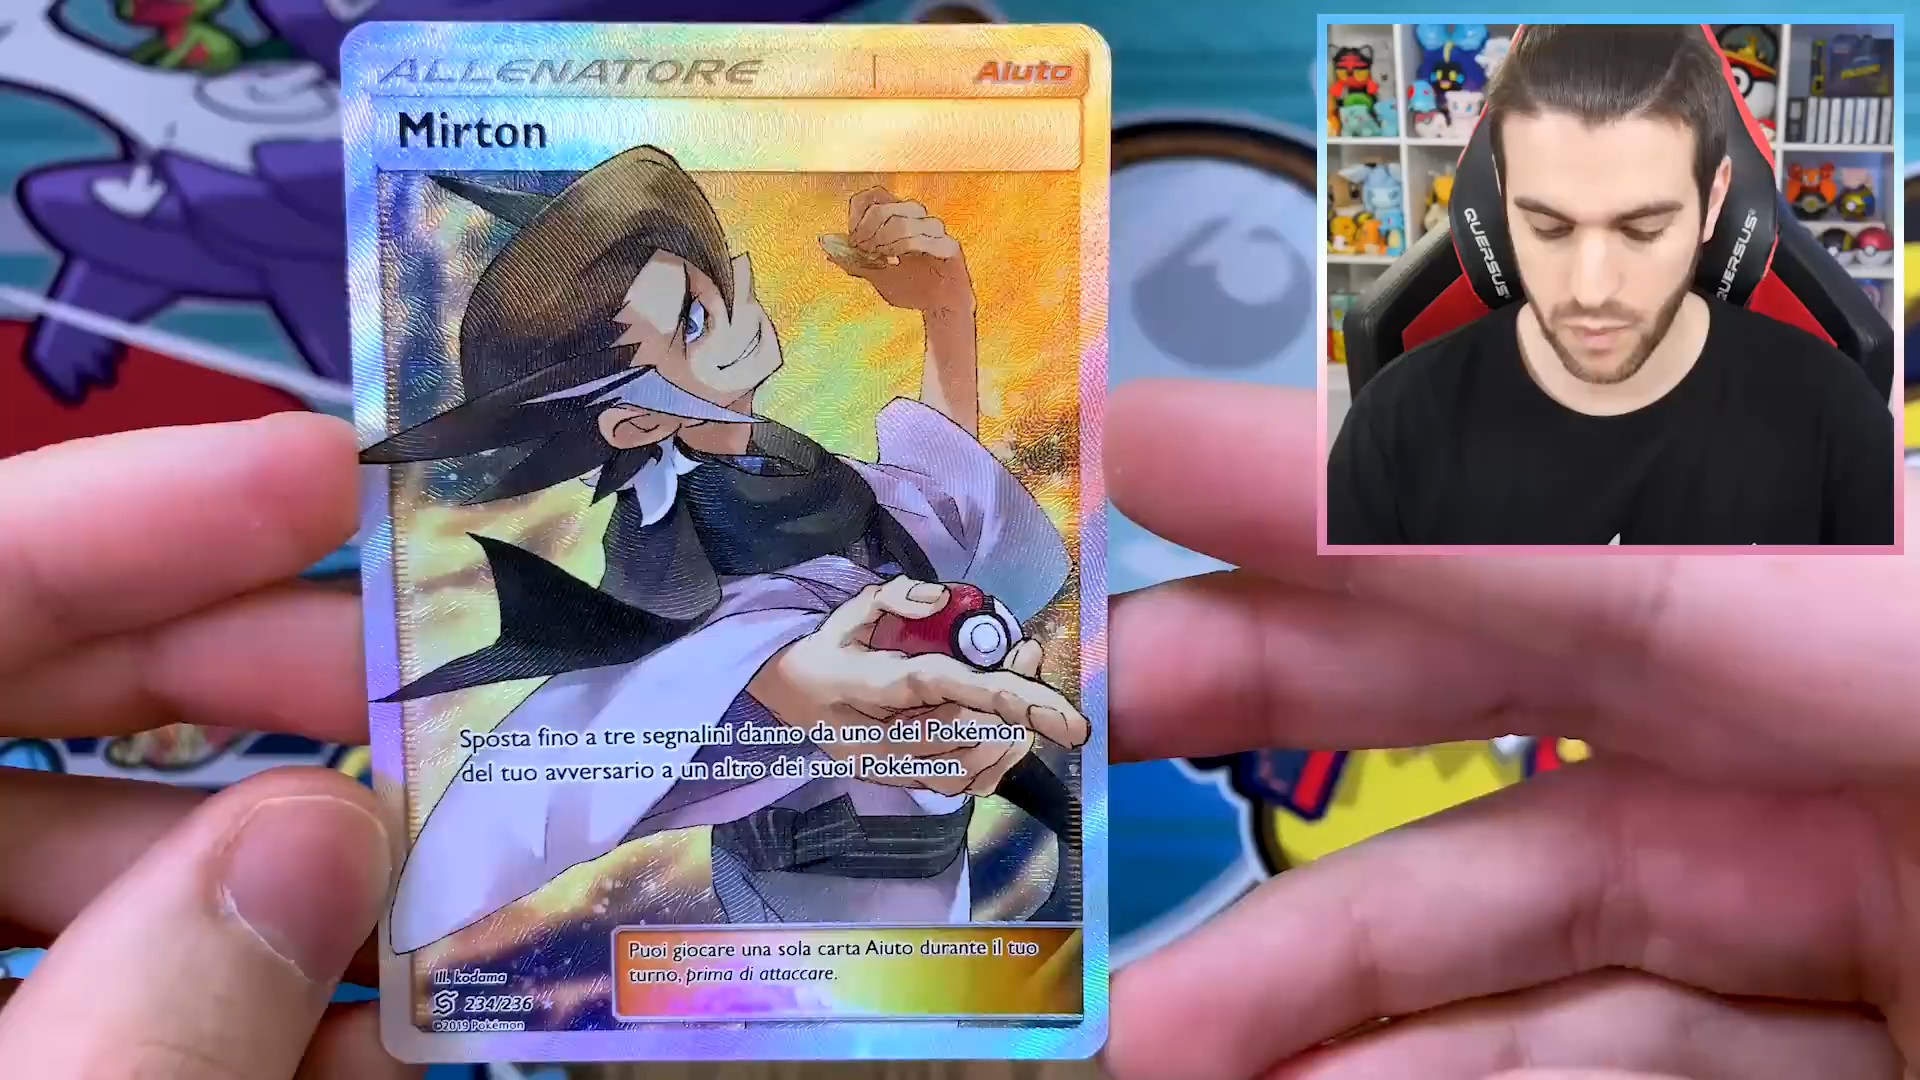 ALLENATORE
Aiuto
Mirton
Sposta fino a tre segnalini danno da uno dei Pokémon
del tuo avversario a un altro dei suoi Pokémon.
Puoi giocare una sola carta Aiuto durante il tuo
turno, prima di attaccare.
Ill. kodama
234/236
©2019 Pokémon
QUERSUS
QUERSUS